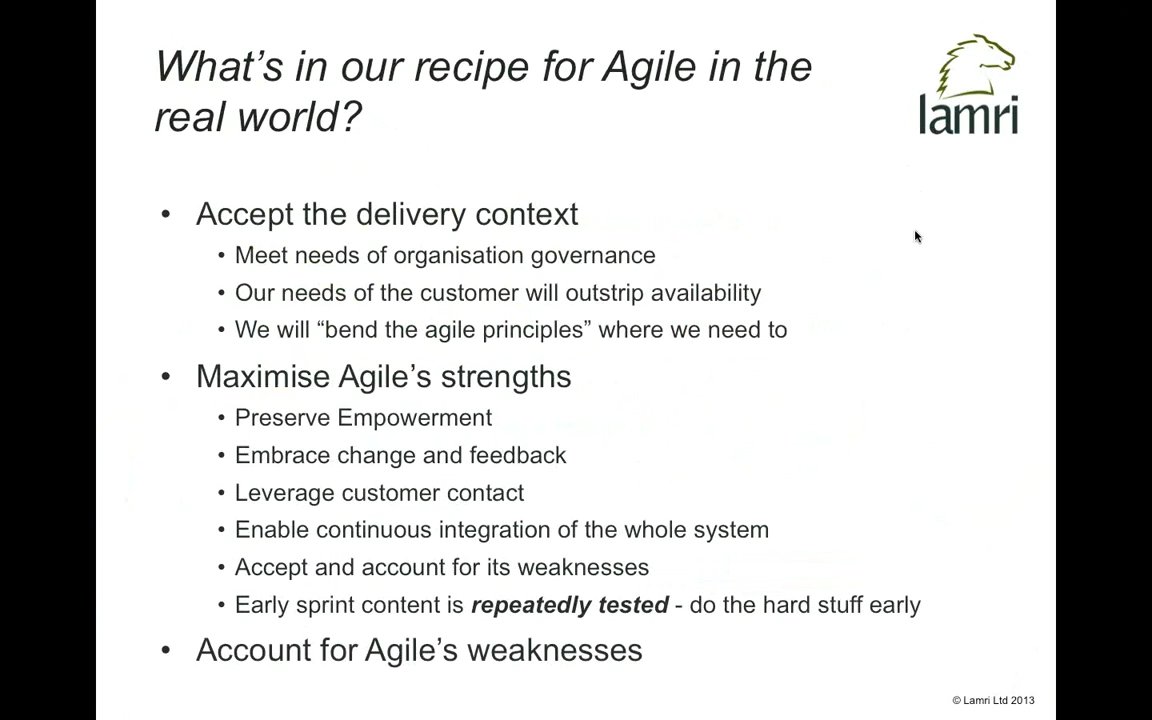 What’s in our recipe for Agile in the
real world?
lamri
• Accept the delivery context
• Meet needs of organisation governance
• Our needs of the customer will outstrip availability
• We will “bend the agile principles” where we need to
• Maximise Agile’s strengths
• Preserve Empowerment
• Embrace change and feedback
• Leverage customer contact
• Enable continuous integration of the whole system
• Accept and account for its weaknesses
• Early sprint content is repeatedly tested - do the hard stuff early
• Account for Agile’s weaknesses
© Lamri Ltd 2013